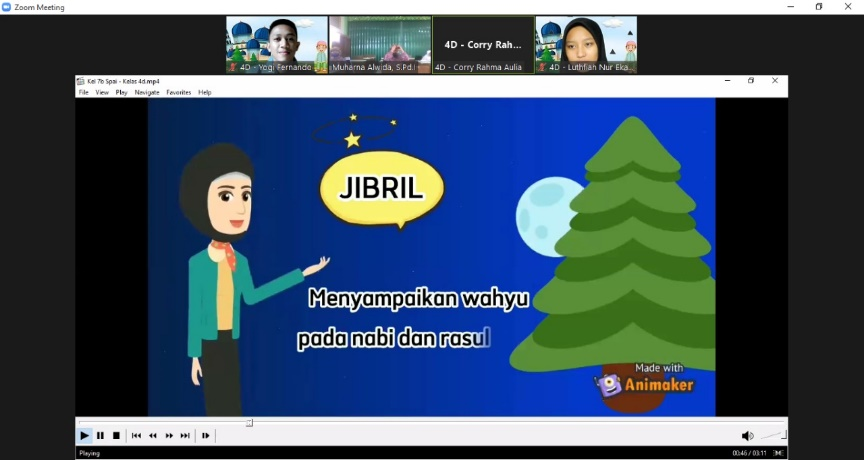 Zoom Meeting
4D - Corry Rah...
4D - Yogi Fernando
Muharna Alwida, S.Pd.I
4D - Corry Rahma Aulia
4D - Luthfiah Nur Eka...
Kel 7b Spai - Kelas 4d.mp4
File View Play Navigate Favorites Help
JIBRIL
Menyampaikan wahyu
pada nabi dan rasul
Made with
Animaker
Playing
00:46 / 03:11